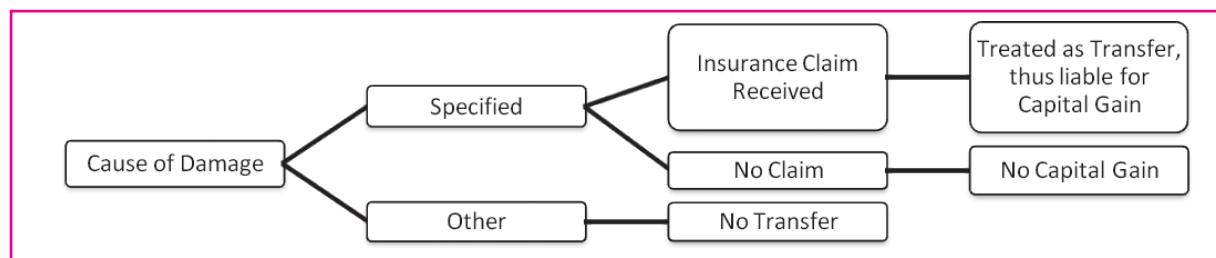 Cause of Damage
Specified
Other
Insurance Claim
Received
No Claim
No Transfer
Treated as Transfer,
thus liable for
Capital Gain
No Capital Gain